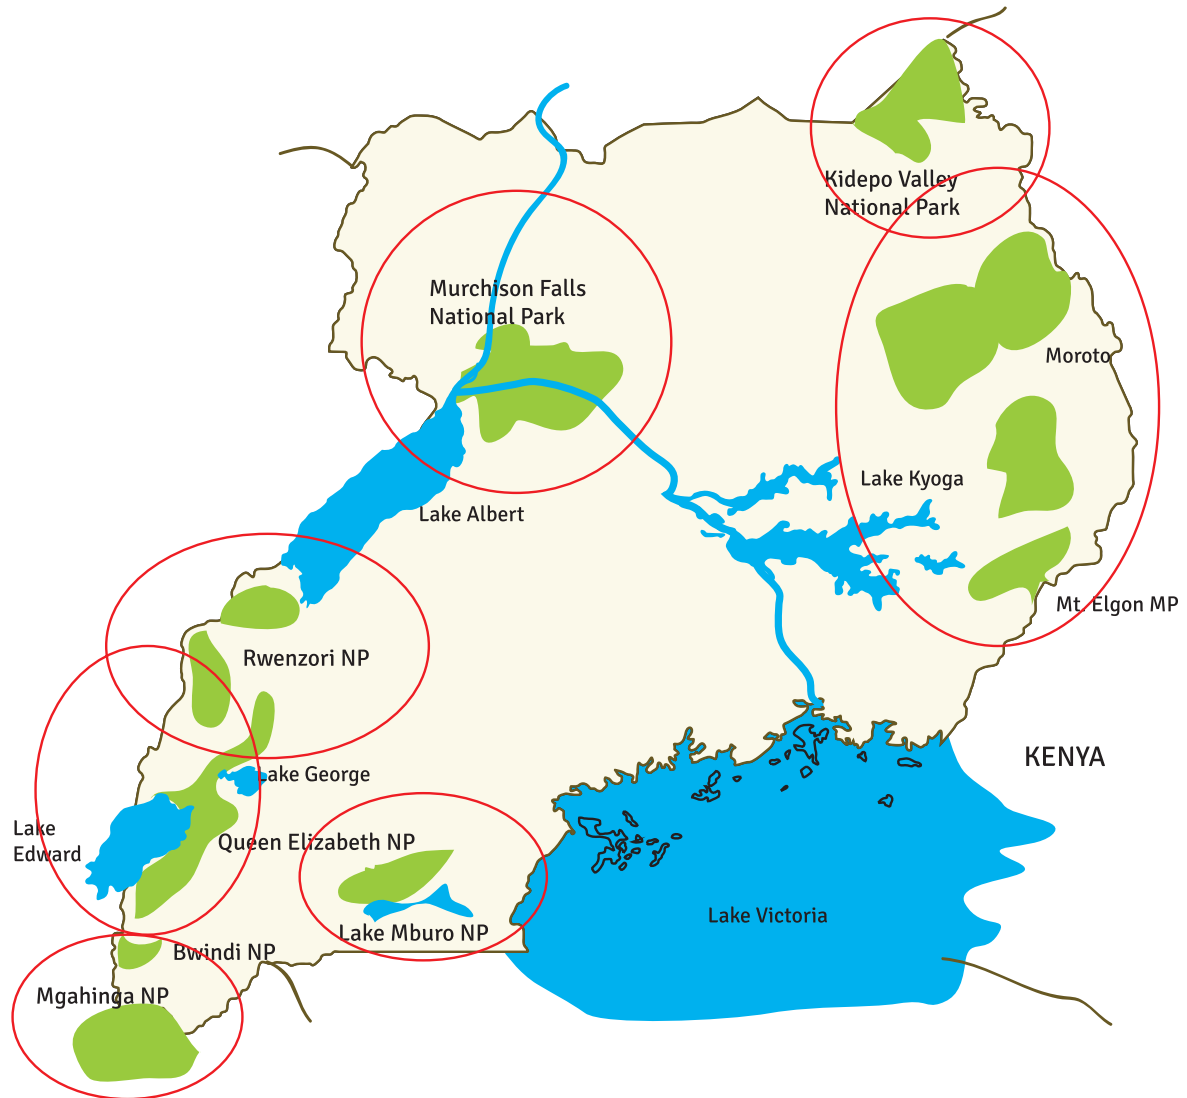 Kidepo Valley
National Park
Murchison Falls
National Park
Moroto
Lake Kyoga
Lake Albert
Mt. Elgon MP
Rwenzori NP
KENYA
Lake George
Lake
Edward
Queen Elizabeth NP
Lake Victoria
Lake Mburo NP
Bwindi NP
Mgahinga NP